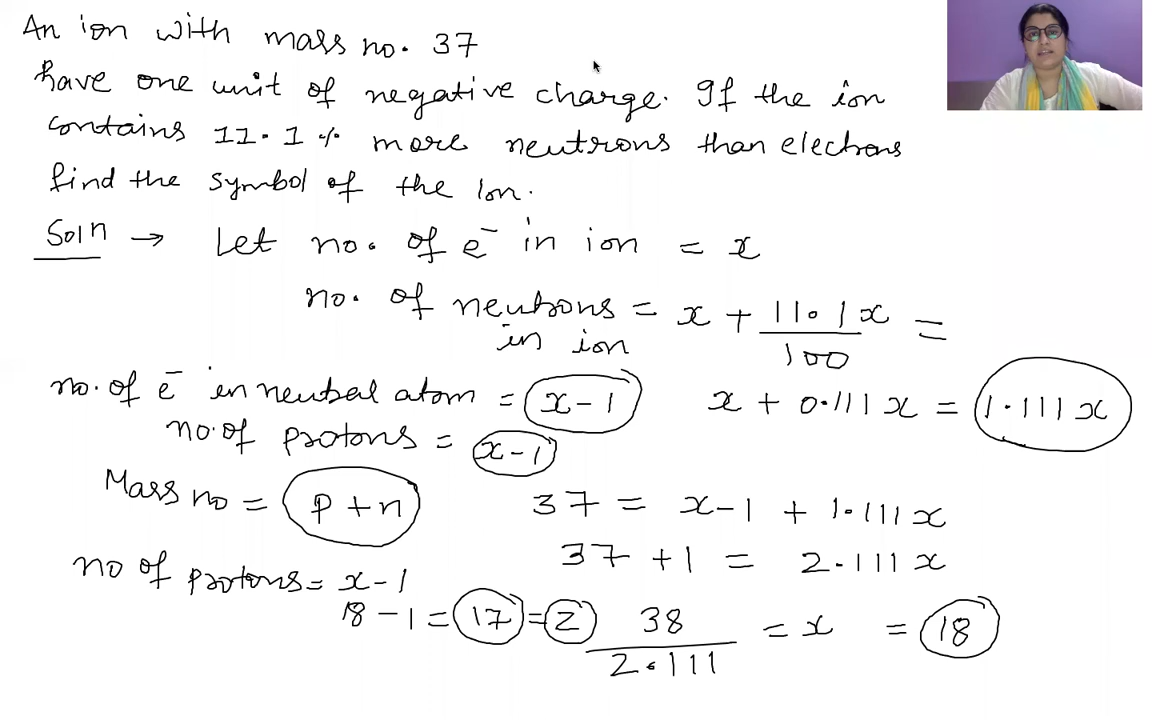 An ion with mass no. 37
have one unit of negative charge. If the ion
contains 11.1 % more neutrons than electrons
find the symbol of the Ion.
Soln → Let no. of e⁻ in ion = x
no. of neutrons in ion = x + 11.1x/100 =
x + 0.111x = 1.111x
no. of e⁻ in neutral atom = x-1
no. of protons = x-1
Mass no = p + n
37 = x-1 + 1.111x
37 + 1 = 2.111x
no of protons = x-1
18-1 = 17 = Z
38/2.111 = x = 18